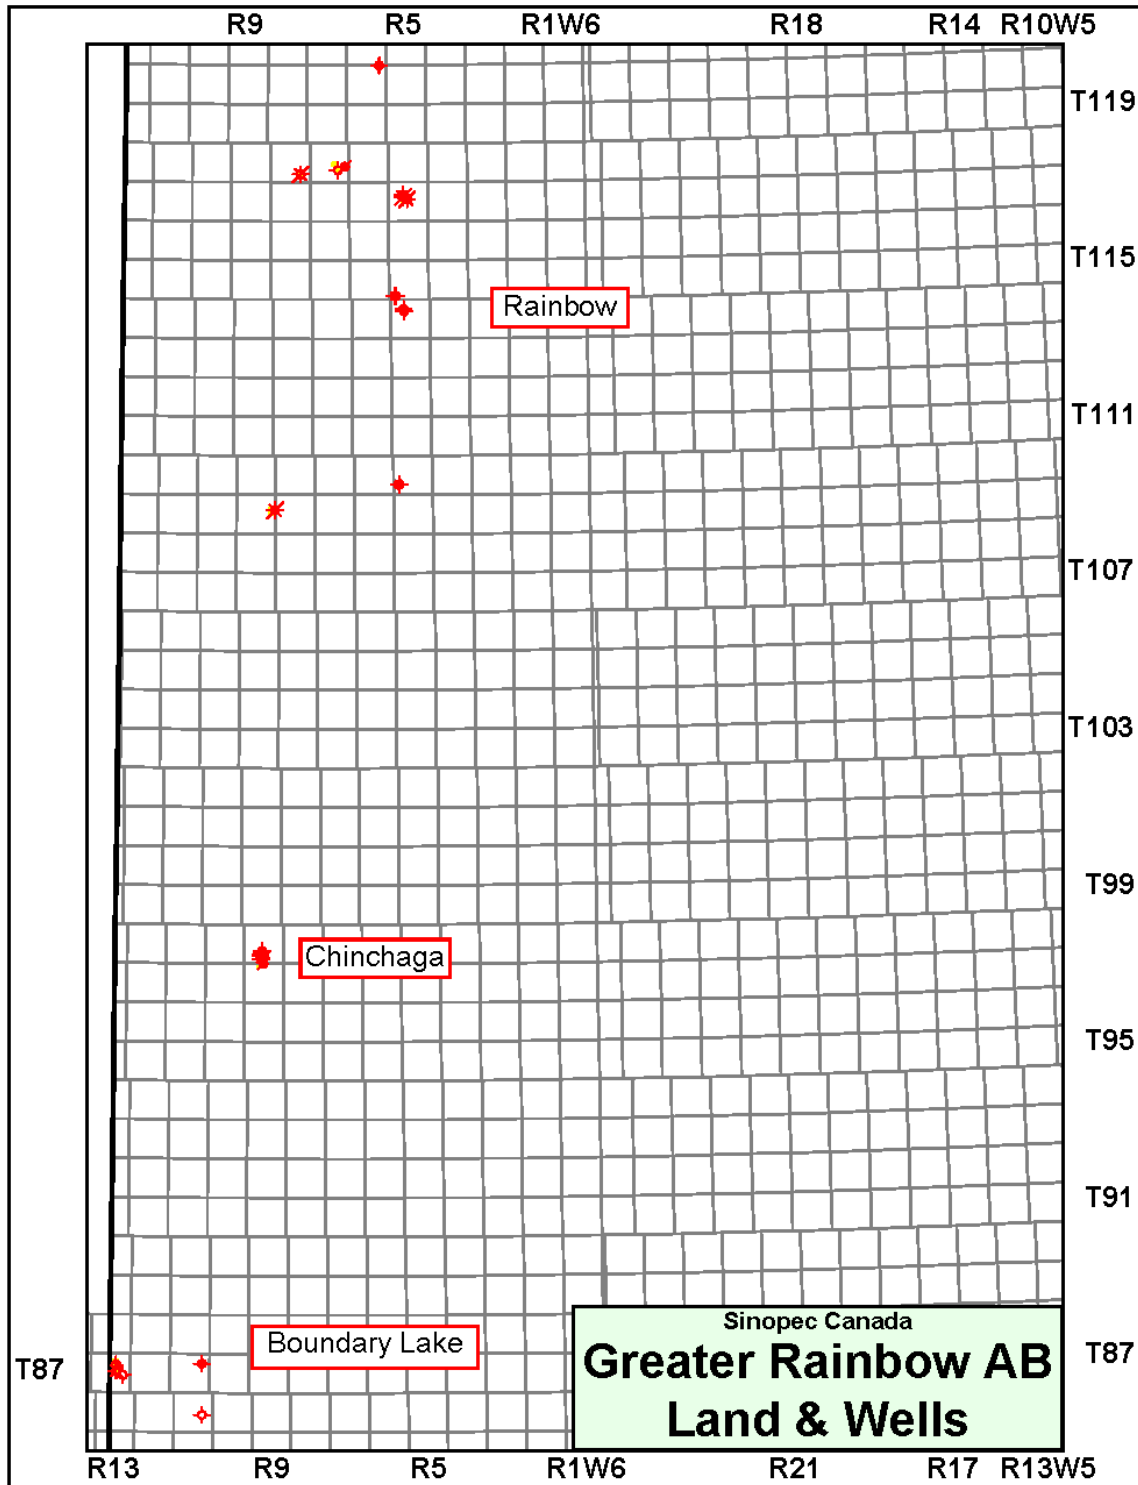 R9 R5 R1W6 R18 R14 R10W5
T119
T115
Rainbow
T111
T107
T103
T99
Chinchaga
T95
T91
Sinopec Canada
Boundary Lake
T87
Greater Rainbow AB
T87
Land & Wells
R13 R9 R5 R1W6 R21 R17 R13W5